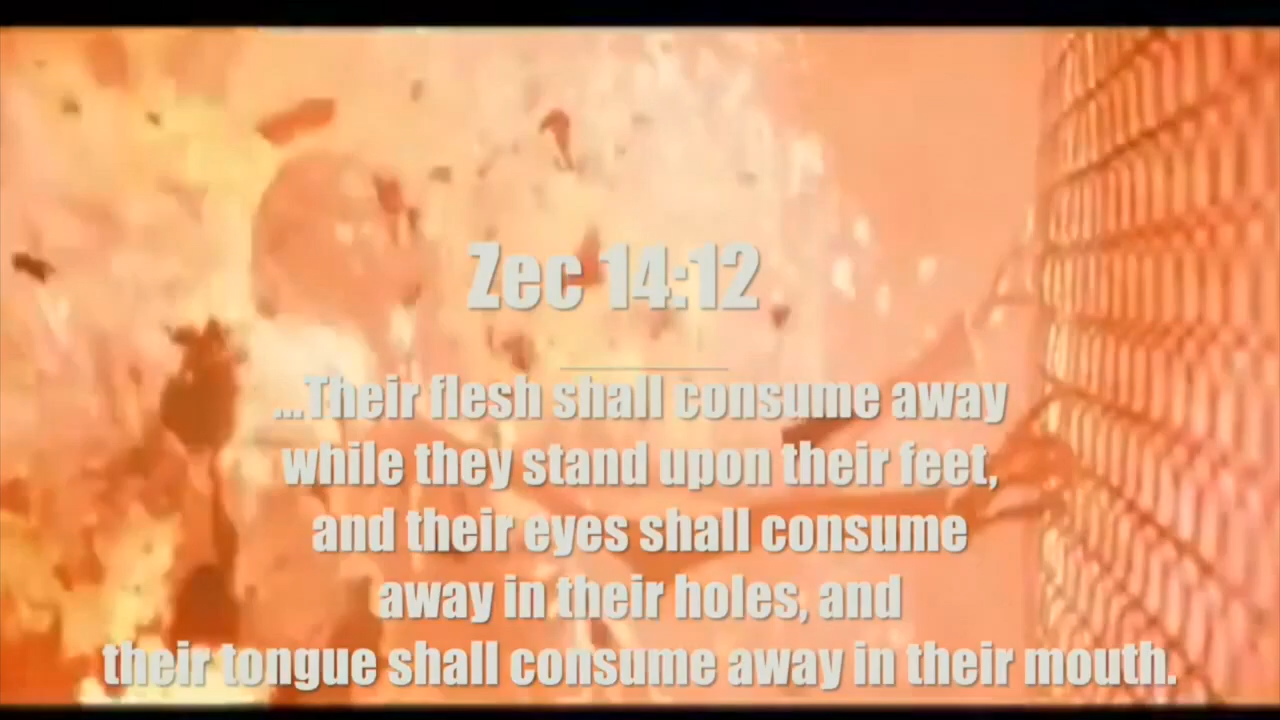 Zec 14:12
...Their flesh shall consume away
while they stand upon their feet,
and their eyes shall consume
away in their holes, and
their tongue shall consume away in their mouth.